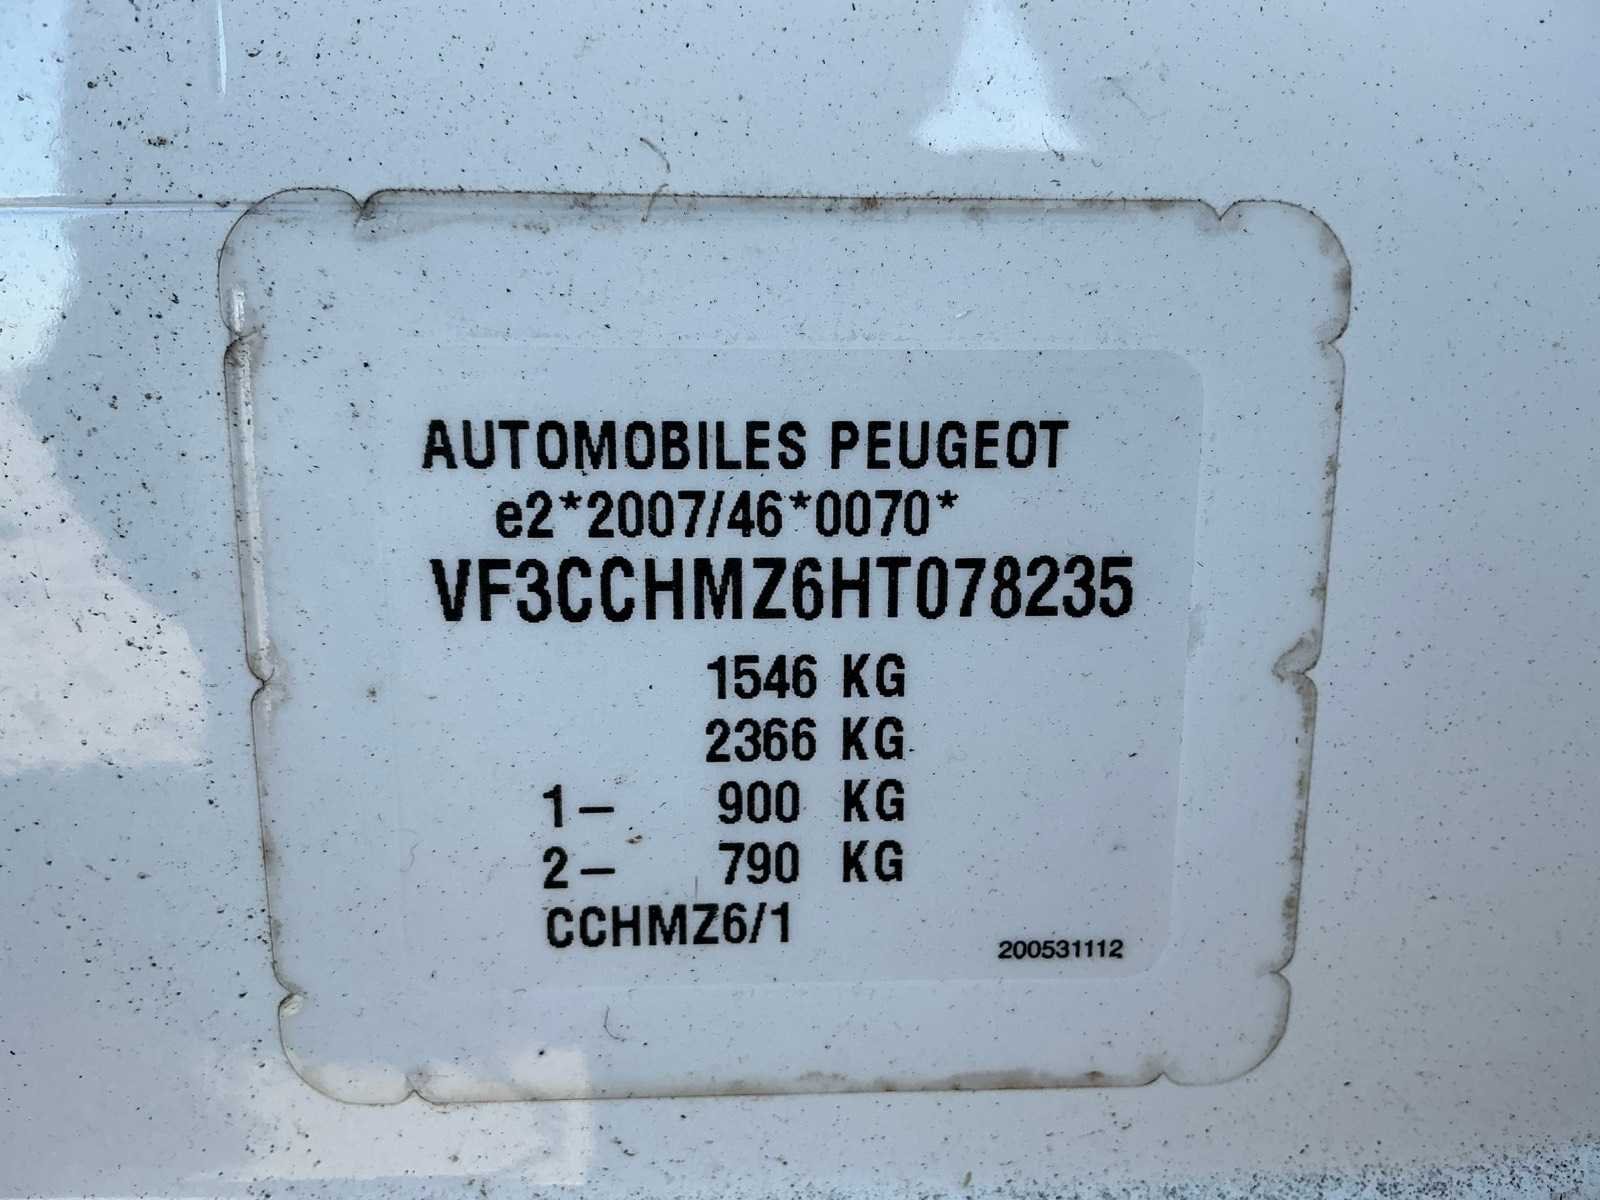 AUTOMOBILES PEUGEOT
e2*2007/46*0070*
VF3CCHMZ6HT078235
1546 KG
2366 KG
1– 900 KG
2– 790 KG
CCHMZ6/1
200531112